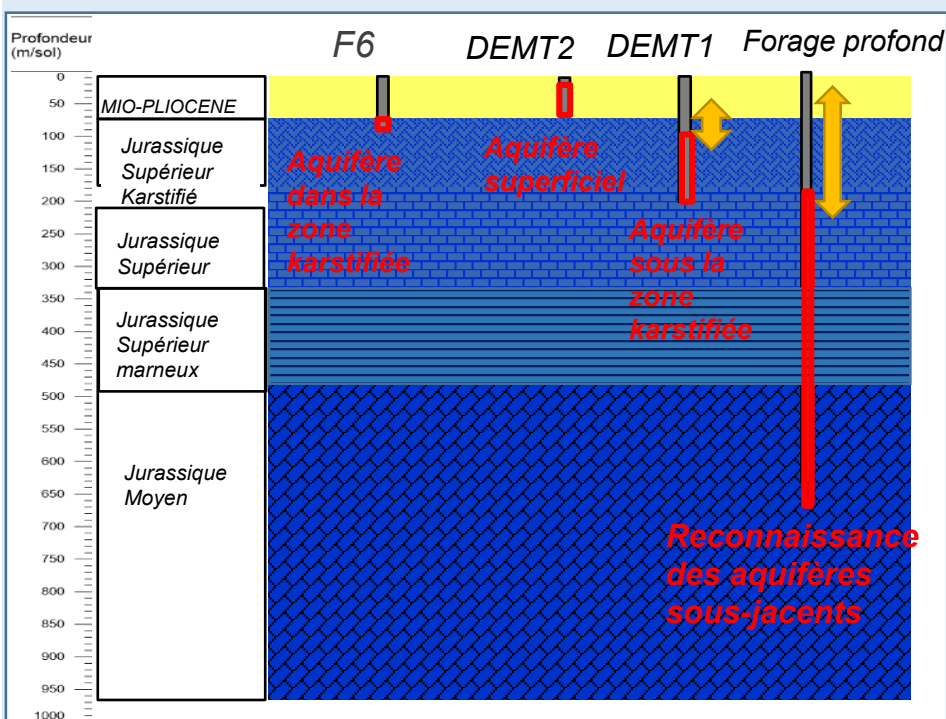 Profondeur
(m/sol)
F6
DEMT2
DEMT1
Forage profond
0
50
100
150
200
250
300
350
400
450
500
550
600
650
700
750
800
850
900
950
1000
MIO-PLIOCENE
Jurassique
Supérieur
Karstifié
Jurassique
Supérieur
Jurassique
Supérieur
marneux
Jurassique
Moyen
Aquifère
dans la
zone
karstifiée
Aquifère
superficiel
Aquifère
sous la
zone
karstifiée
Reconnaissance
des aquifères
sous-jacents